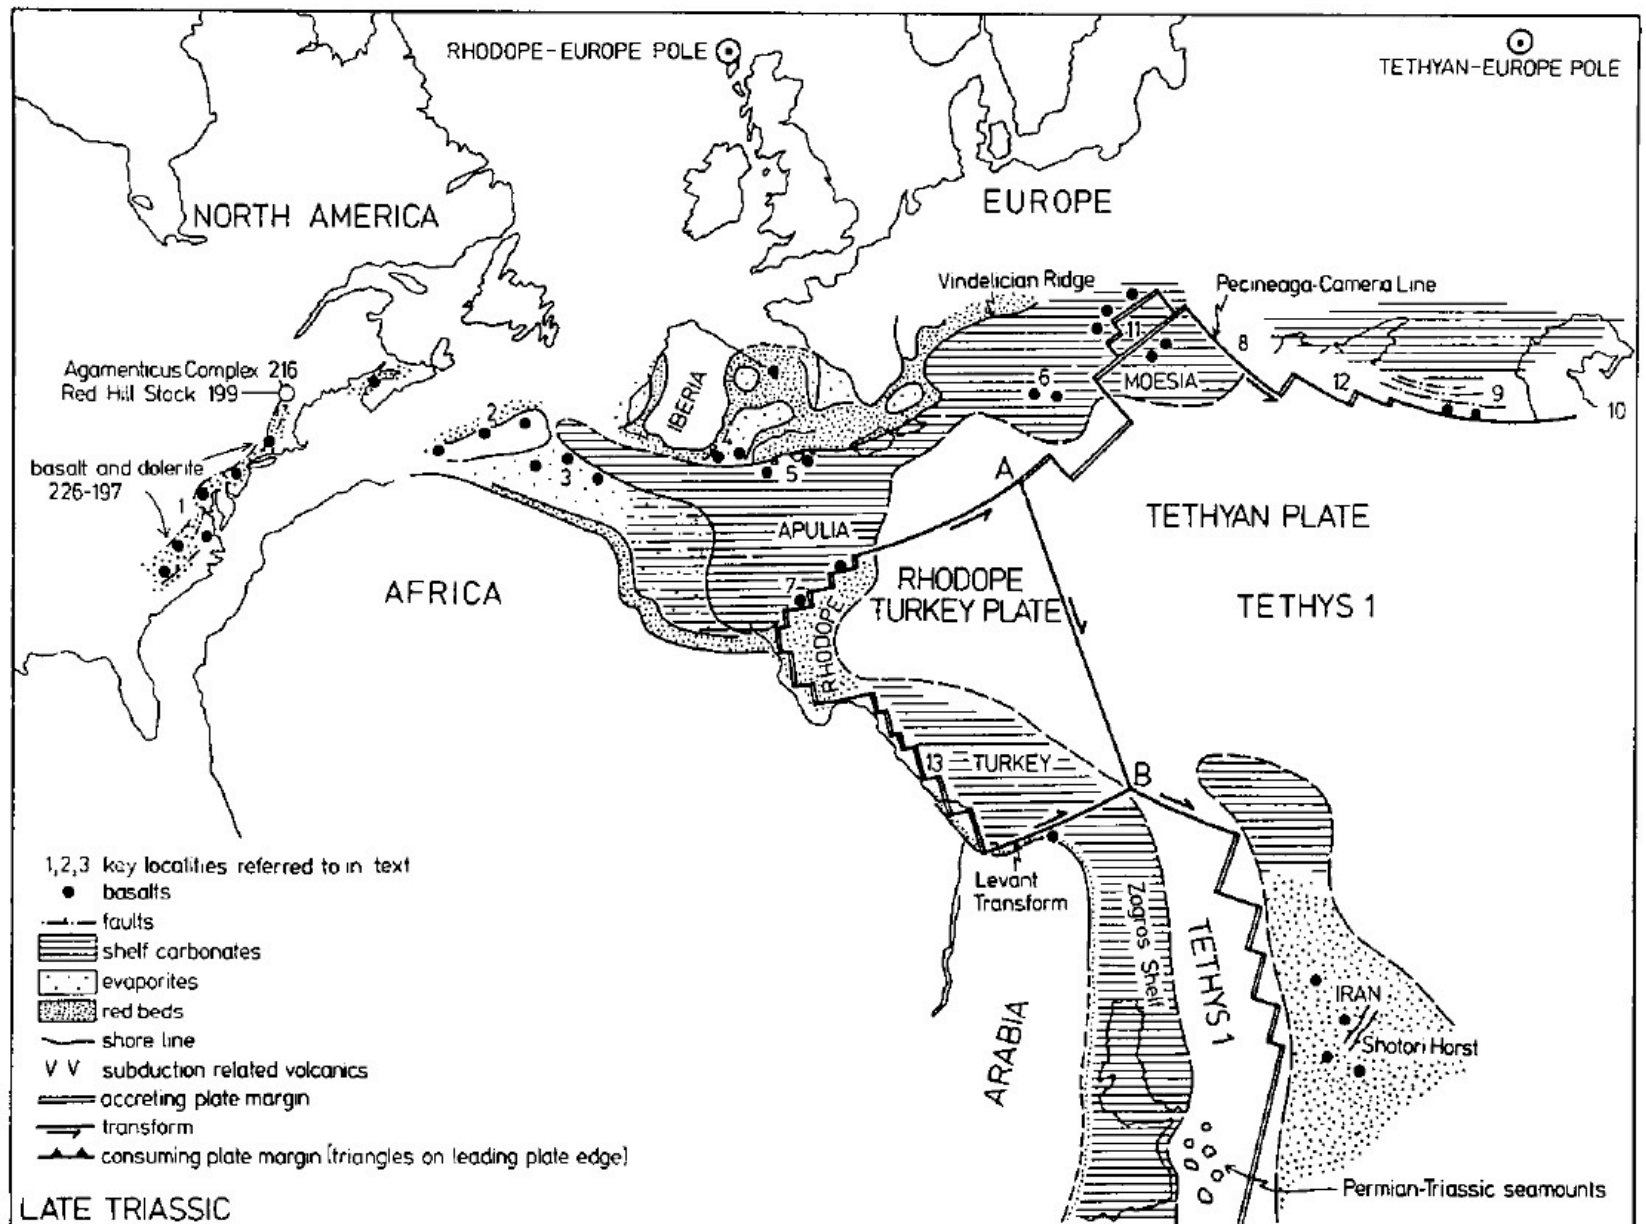 RHODOPE-EUROPE POLE
TETHYAN-EUROPE POLE
NORTH AMERICA
EUROPE
Vindelician Ridge
Pecineaga-Camena Line
Agamenticus Complex 216
Red Hill Stock 199
basalt and dolerite
226-197
1
2
3
IBERIA
4
5
6
11
8
MOESIA
12
9
10
A
APULIA
AFRICA
7
RHODOPE
RHODOPE
TURKEY PLATE
TETHYAN PLATE
TETHYS 1
13
TURKEY
B
Levant
Transform
Zagros Shelf
TETHYS 1
ARABIA
IRAN
Shotori Horst
Permian-Triassic seamounts
1,2,3 key localities referred to in text
basalts
faults
shelf carbonates
evaporites
red beds
shore line
V V subduction related volcanics
accreting plate margin
transform
consuming plate margin (triangles on leading plate edge)
LATE TRIASSIC